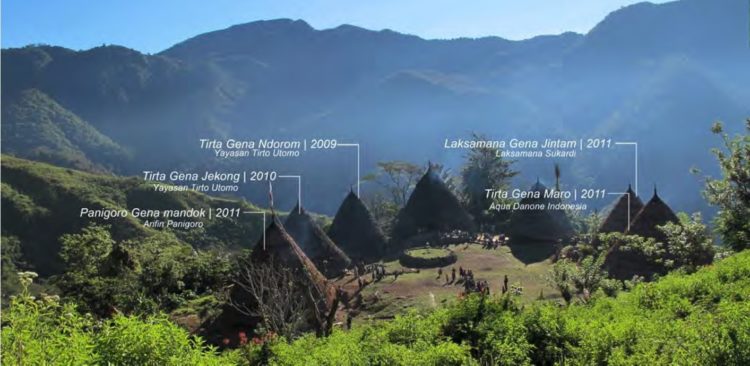 Tirta Gena Ndorom | 2009
Yayasan Tirto Utomo
Laksamana Gena Jintam | 2011
Laksamana Sukardi
Tirta Gena Jekong | 2010
Yayasan Tirto Utomo
Tirta Gena Maro | 2011
Aqua Danone Indonesia
Panigoro Gena mandok | 2011
Arifin Panigoro